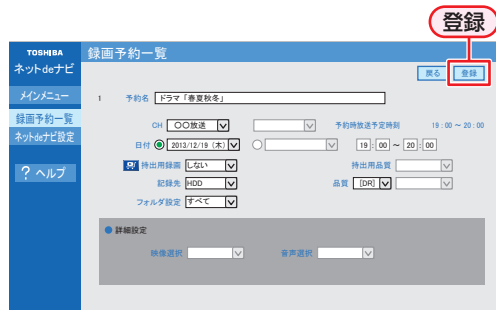 登録
TOSHIBA
ネットdeナビ
録画予約一覧
戻る 登録
メインメニュー
録画予約一覧
ネットdeナビ設定
? ヘルプ
1 予約名 ドラマ「春夏秋冬」
CH 〇〇放送 予約時放送予定時刻 19:00 ~ 20:00
日付 2013/12/19 (木) 19 : 00 ~ 20 : 00
持出用録画 しない 持出用品質
記録先 HDD 品質 [DR]
フォルダ設定 すべて
詳細設定
映像選択 音声選択